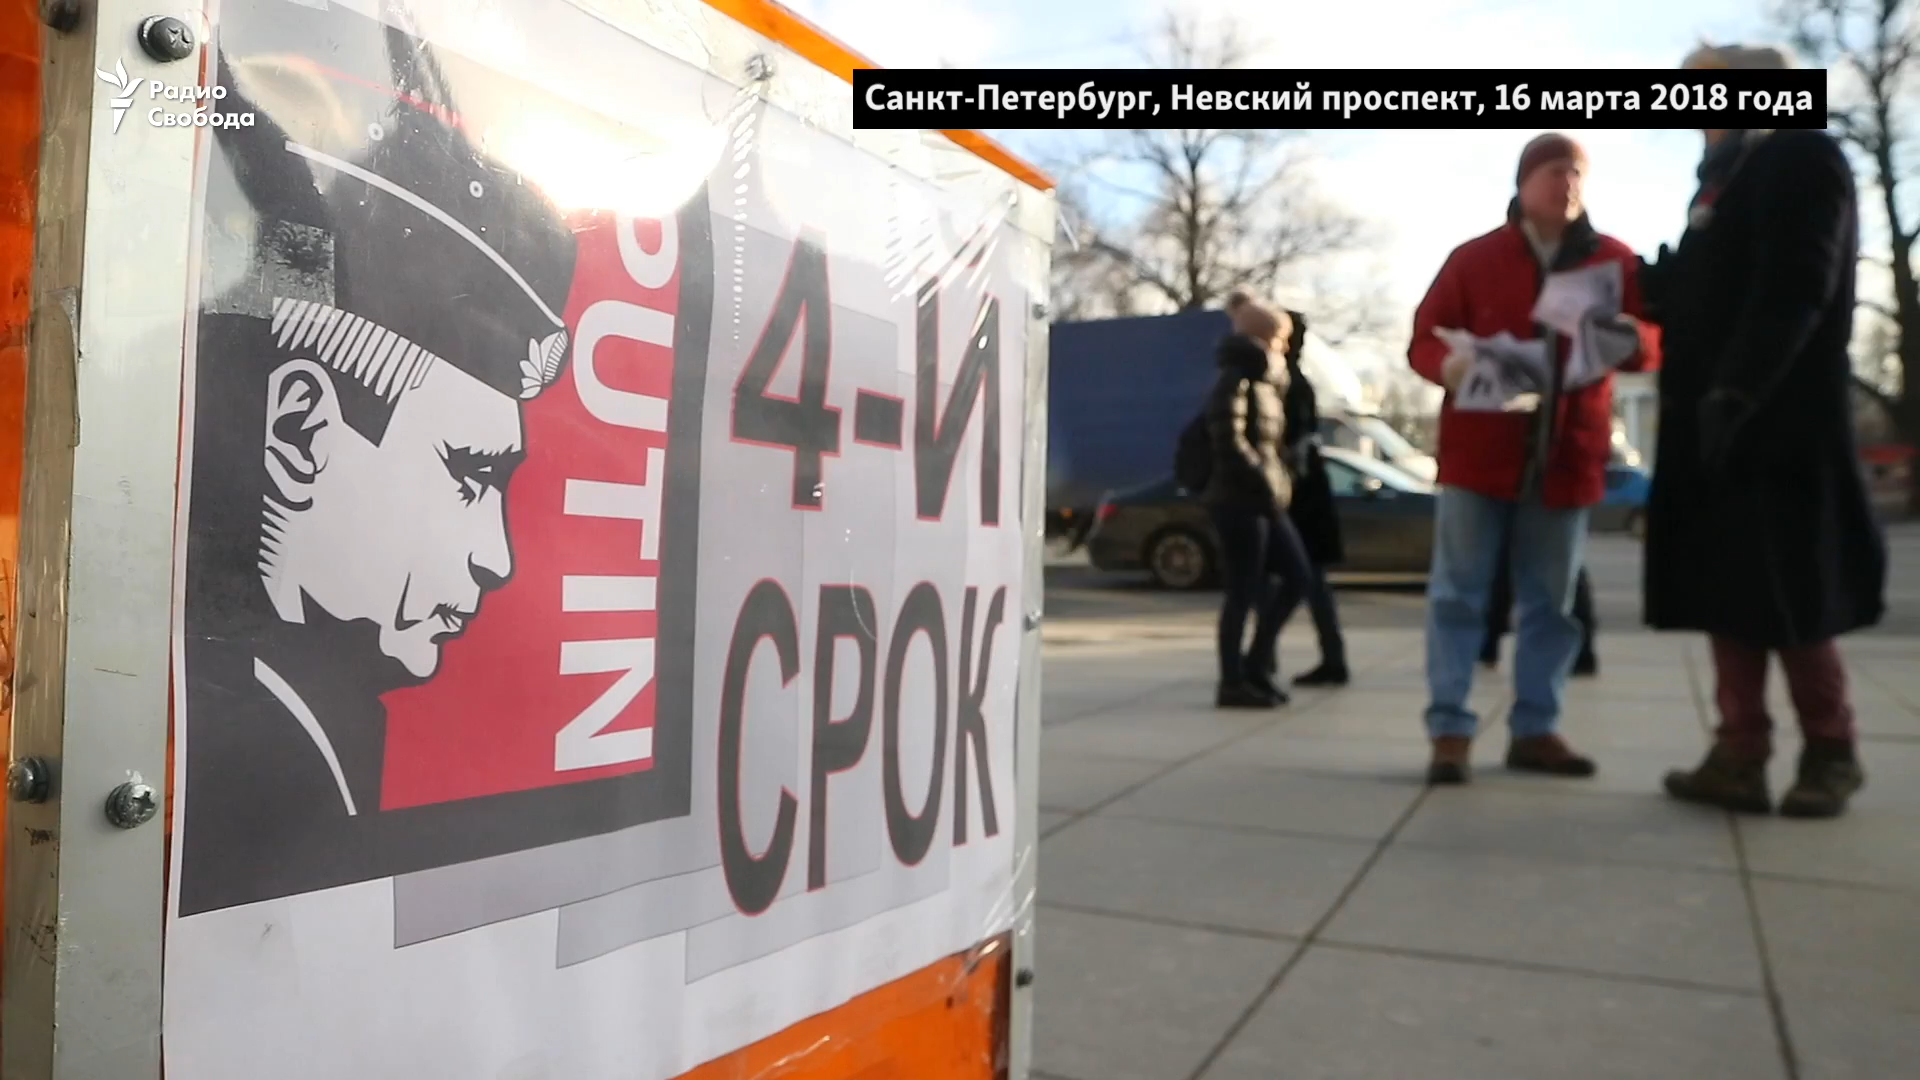 Радио
Свобода
Санкт-Петербург, Невский проспект, 16 марта 2018 года
PUTIN
4-Й
СРОК